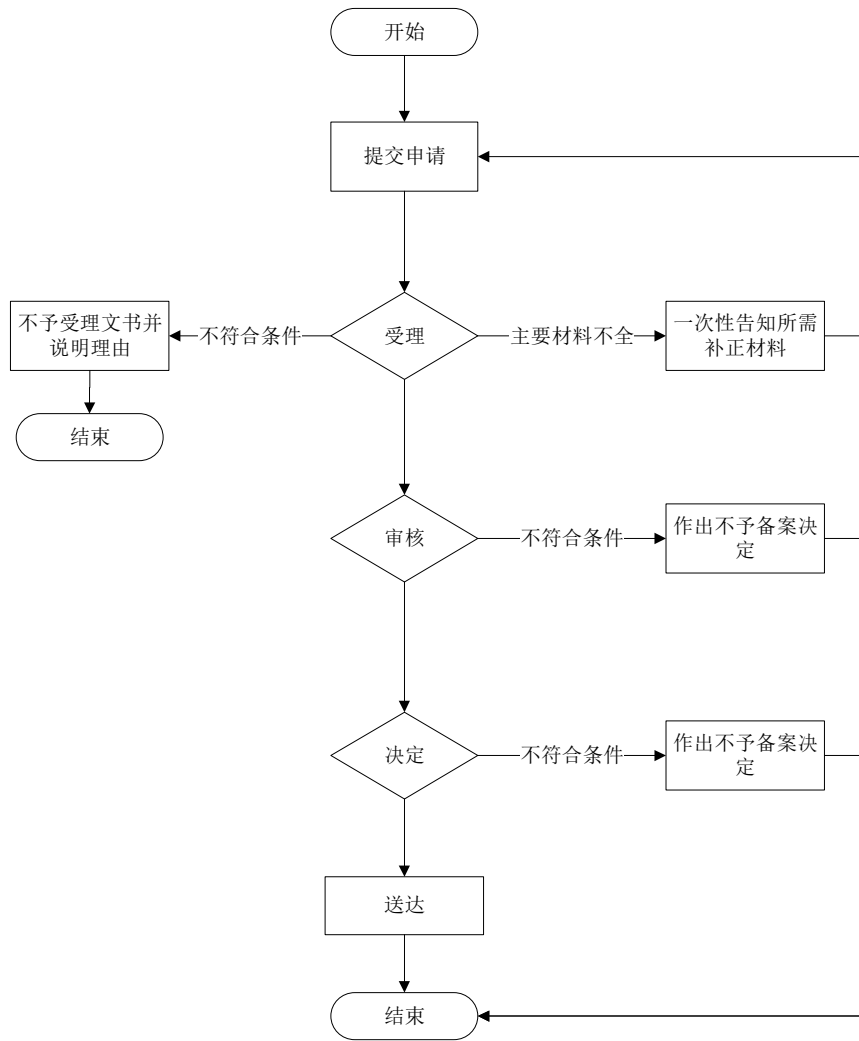 开始
提交申请
不予受理文书并
说明理由
不符合条件
受理
主要材料不全
一次性告知所需
补正材料
结束
审核
不符合条件
作出不予备案决
定
决定
不符合条件
作出不予备案决
定
送达
结束